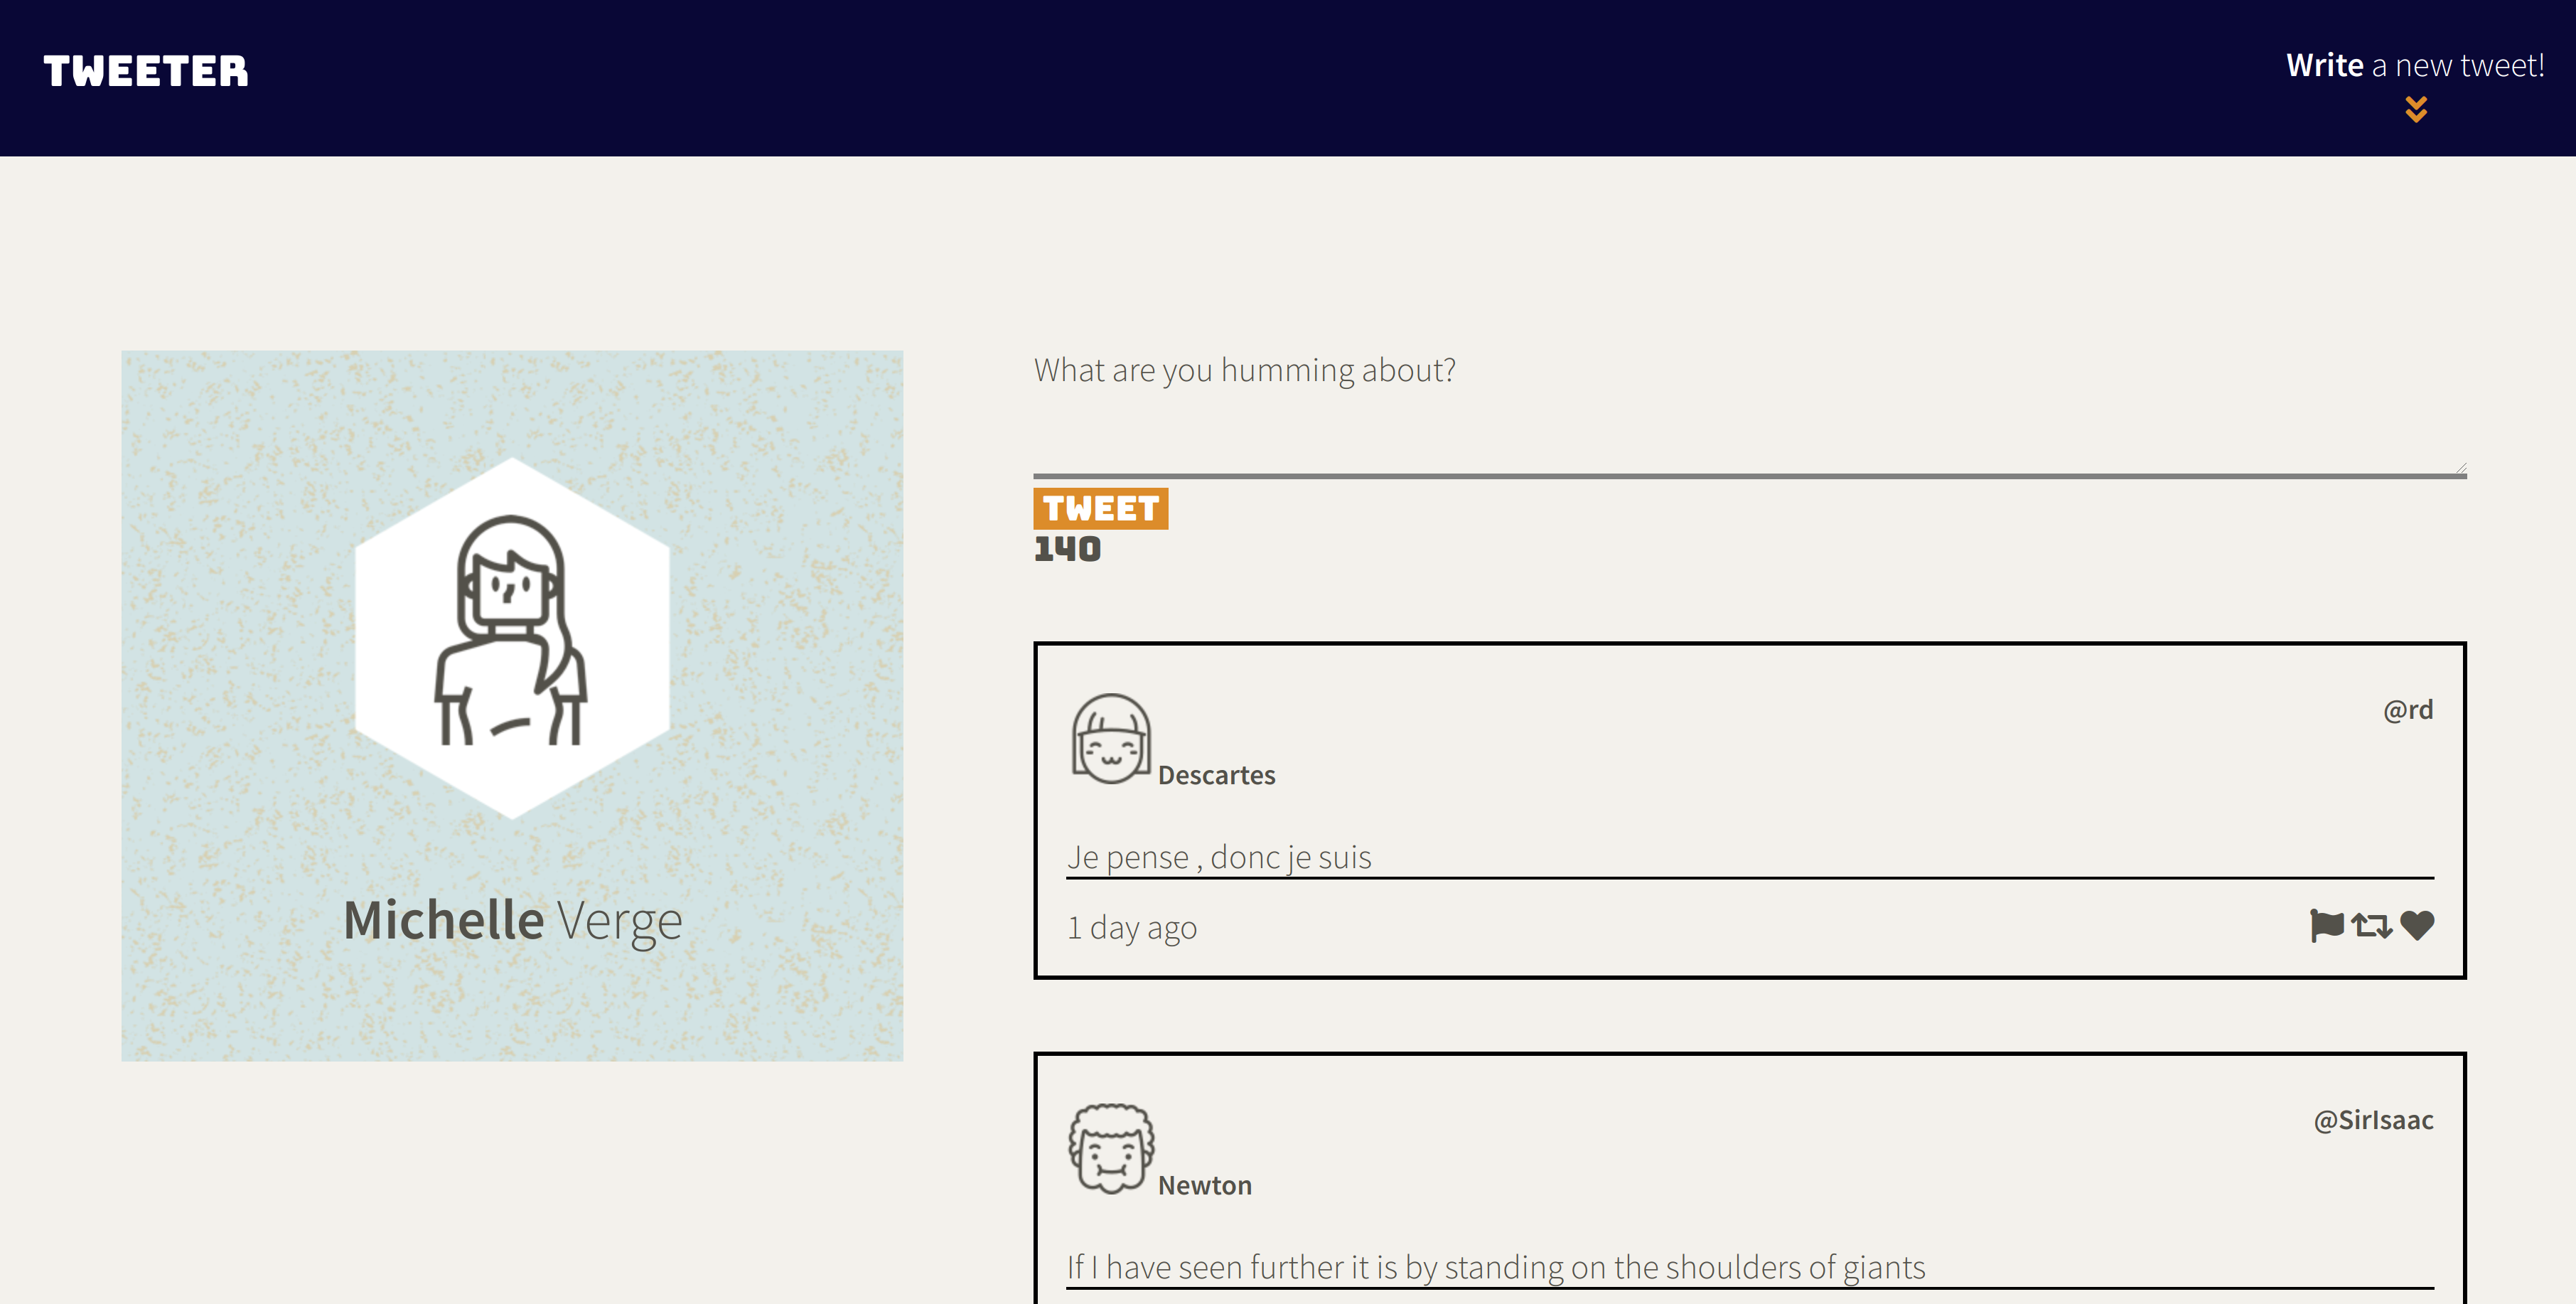 TWEETER
Write a new tweet!
Michelle Verge
What are you humming about?
TWEET
140
@rd
Descartes
Je pense , donc je suis
1 day ago
@SirIsaac
Newton
If I have seen further it is by standing on the shoulders of giants